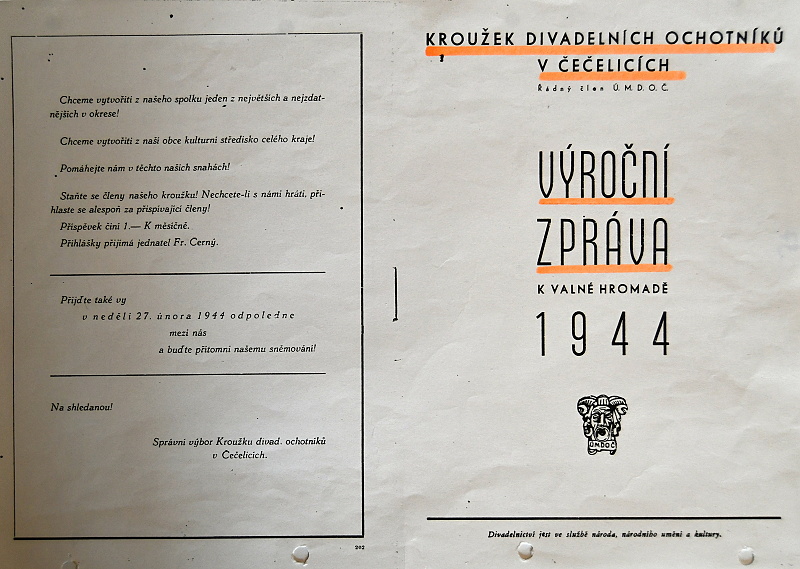 Chceme vytvořiti z našeho spolku jeden z největších a nejzdat-
nějších v okrese!
Chceme vytvořiti z naší obce kulturní středisko celého kraje!
Pomáhejte nám v těchto našich snahách!
Staňte se členy našeho kroužku! Nechcete-li s námi hráti, při-
hlaste se alespoň za přispívající členy!
Příspěvek činí 1.— K měsíčně.
Přihlášky přijímá jednatel Fr. Černý.
Přijďte také vy
v neděli 27. února 1944 odpoledne
mezi nás
a buďte přítomni našemu sněmování!
Na shledanou!
Správní výbor Kroužku divad. ochotníků
v Čečelicích.
202
KROUŽEK DIVADELNÍCH OCHOTNÍKŮ
V ČEČELICÍCH
Řádný člen Ú. M. D. O. Č.
VÝROČNÍ
ZPRÁVA
K VALNÉ HROMADĚ
1944
Ú.M.D.O.Č
Divadelnictví jest ve službě národa, národního umění a kultury.